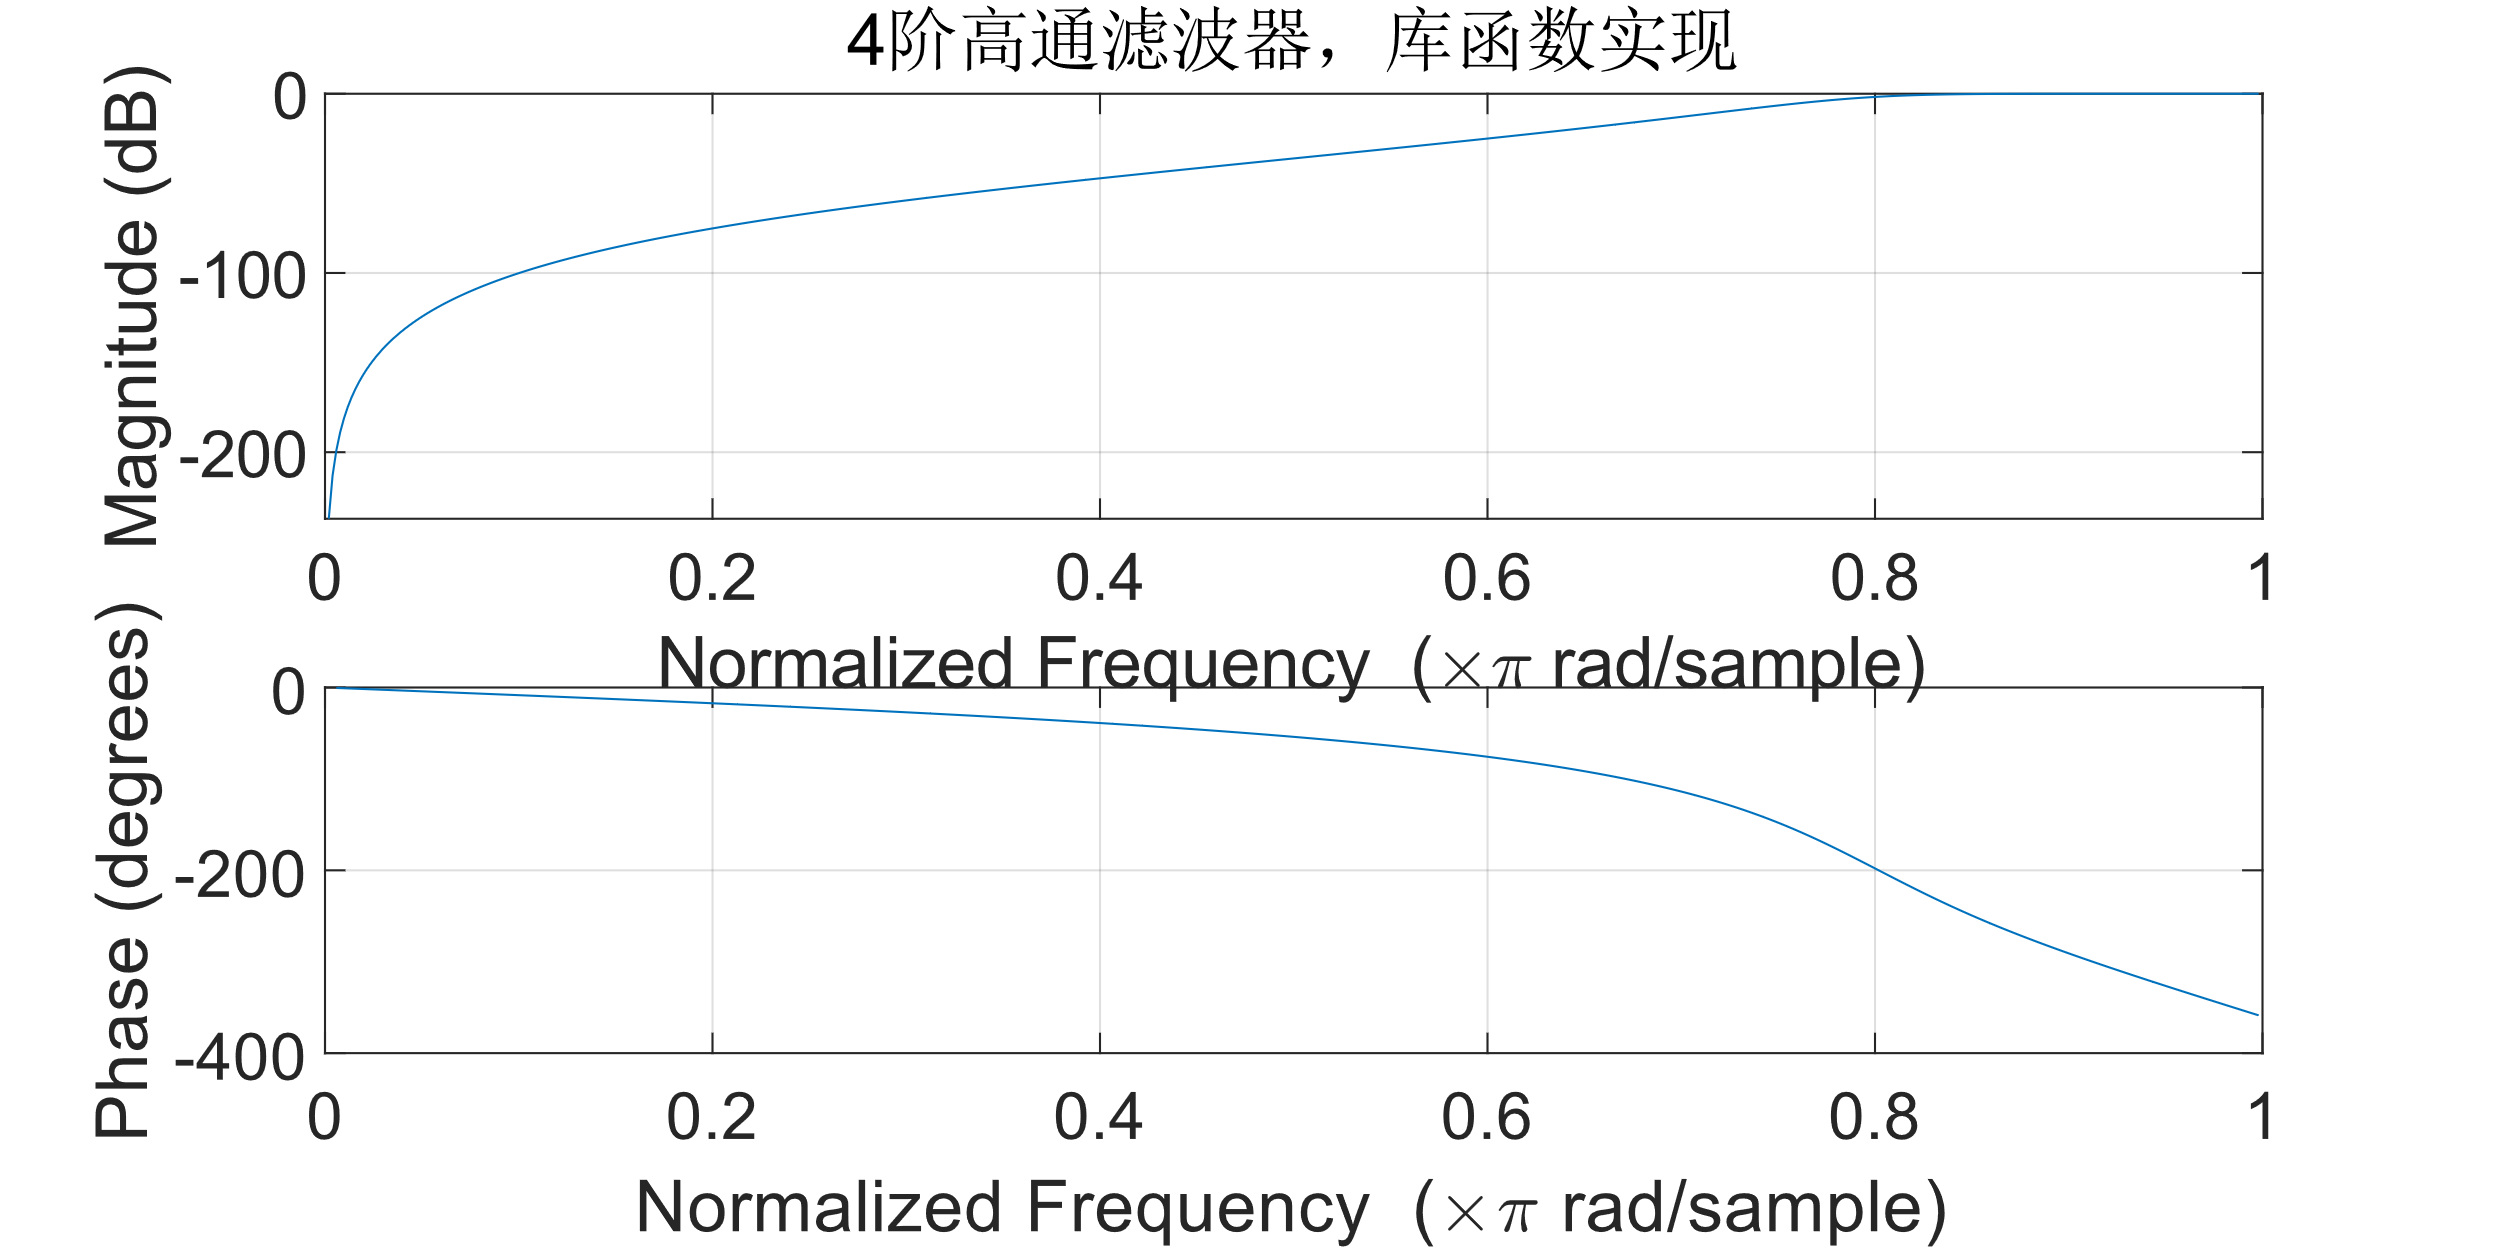 4阶高通滤波器, 库函数实现
Magnitude (dB)
0
-100
-200
0 0.2 0.4 0.6 0.8 1
Normalized Frequency (×π rad/sample)
Phase (degrees)
0
-200
-400
0 0.2 0.4 0.6 0.8 1
Normalized Frequency (×π rad/sample)